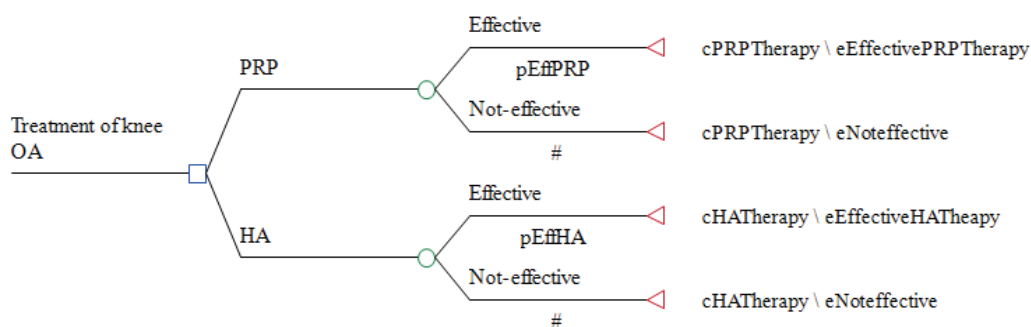 Effective
cPRPTherapy \ eEffectivePRPTherapy
PRP
pEffPRP
Not-effective
cPRPTherapy \ eNoteffective
Treatment of knee
OA
#
Effective
cHATherapy \ eEffectiveHATheapy
HA
pEffHA
Not-effective
cHATherapy \ eNoteffective
#